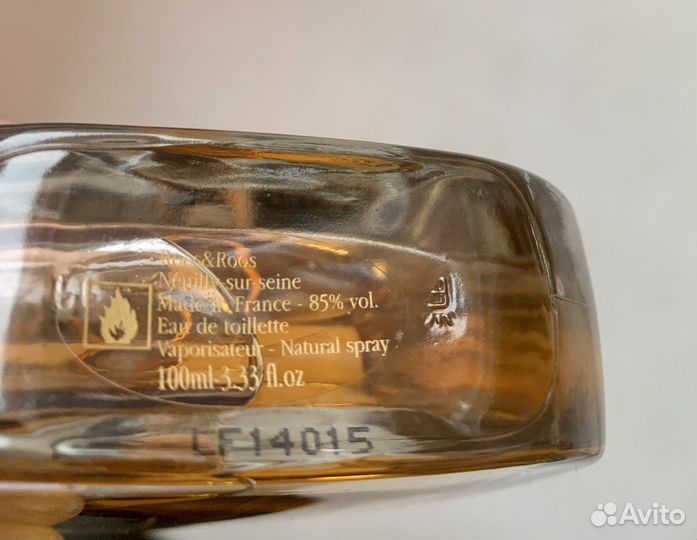 Roos&Roos
Neuilly-sur-seine
Made in France - 85% vol.
Eau de toilette
Vaporisateur - Natural spray
100ml-3.33 fl.oz
LF14015
Avito